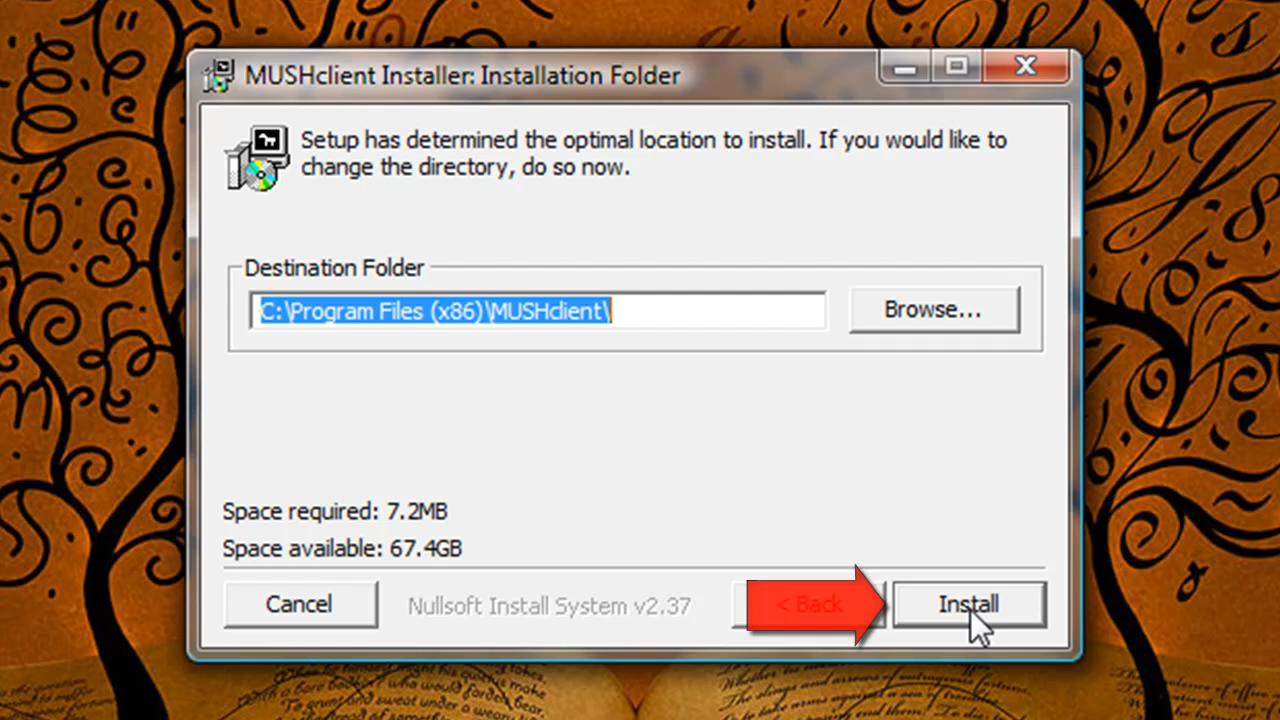 MUSHclient Installer: Installation Folder
Setup has determined the optimal location to install. If you would like to
change the directory, do so now.
Destination Folder
C:\Program Files (x86)\MUSHclient\
Browse...
Space required: 7.2MB
Space available: 67.4GB
Cancel
Nullsoft Install System v2.37
< Back
Install